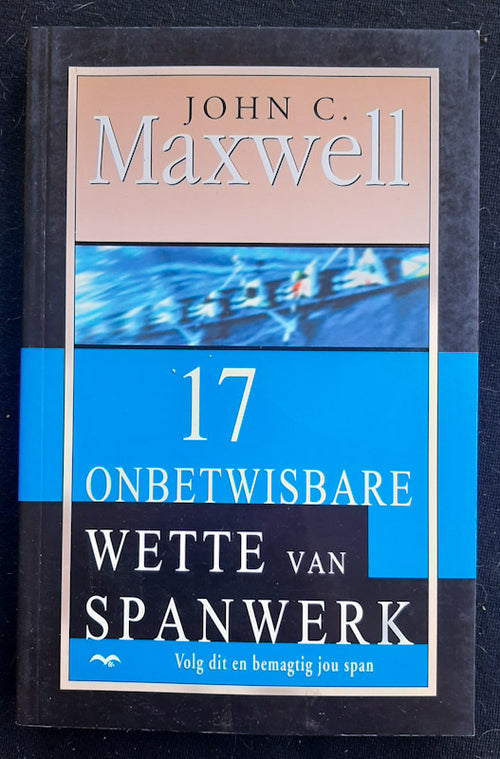 JOHN C.
Maxwell
17
ONBETWISBARE
WETTE VAN
SPANWERK
Volg dit en bemagtig jou span